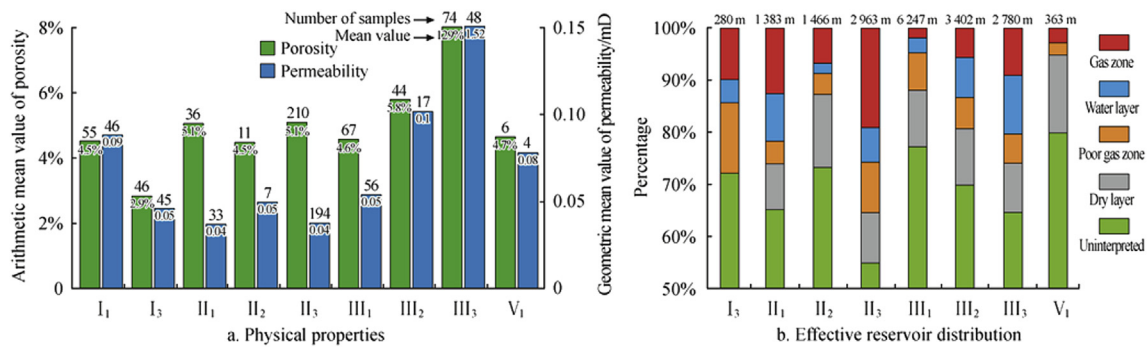 Number of samples
Mean value
Porosity
Permeability
Arithmetic mean value of porosity
8%
6%
4%
2%
0
Geometric mean value of permeability/mD
0.15
0.10
0.05
0
55 46
4.5% 0.09
46 45
2.9% 0.05
36 33
5.1% 0.04
11 7
4.5% 0.05
210 194
5.1% 0.04
67 56
4.6% 0.05
44 17
5.8% 0.1
74 48
129% 1.52
6 4
4.7% 0.08
I1 I3 II1 II2 II3 III1 III2 III3 V1
a. Physical properties
280 m 1 383 m 1 466 m 2 963 m 6 247 m 3 402 m 2 780 m 363 m
Percentage
100%
90%
80%
70%
60%
50%
Gas zone
Water layer
Poor gas zone
Dry layer
Uninterpreted
I3 II1 II2 II3 III1 III2 III3 V1
b. Effective reservoir distribution